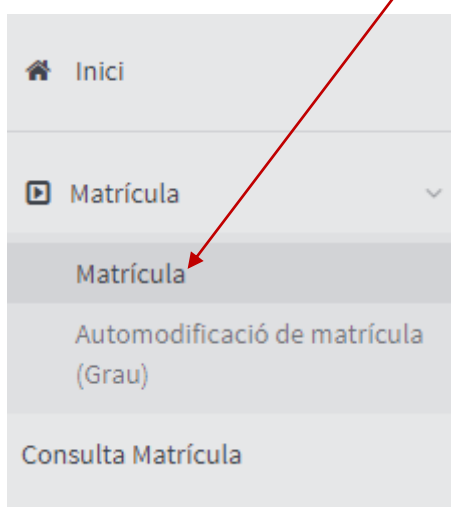 Inici
Matrícula
Matrícula
Automodificació de matrícula
(Grau)
Consulta Matrícula